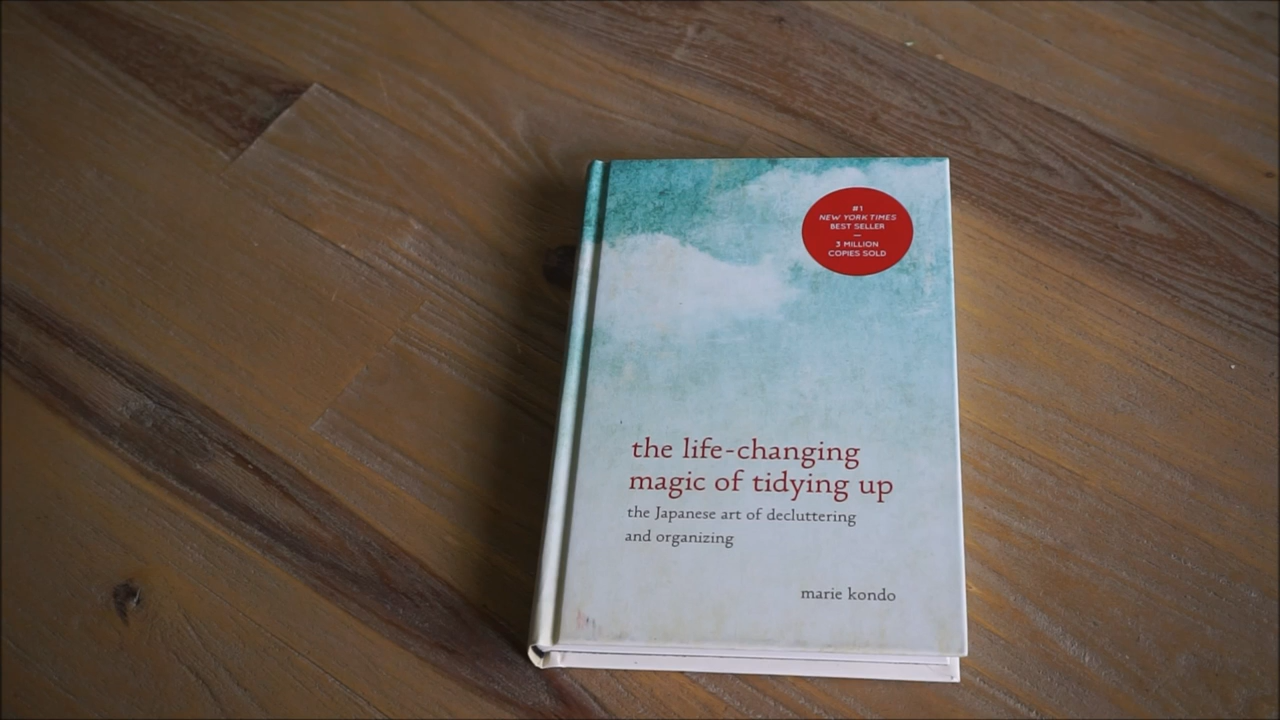 #1
NEW YORK TIMES
BEST SELLER
—
3 MILLION
COPIES SOLD
the life-changing
magic of tidying up
the Japanese art of decluttering
and organizing
marie kondo